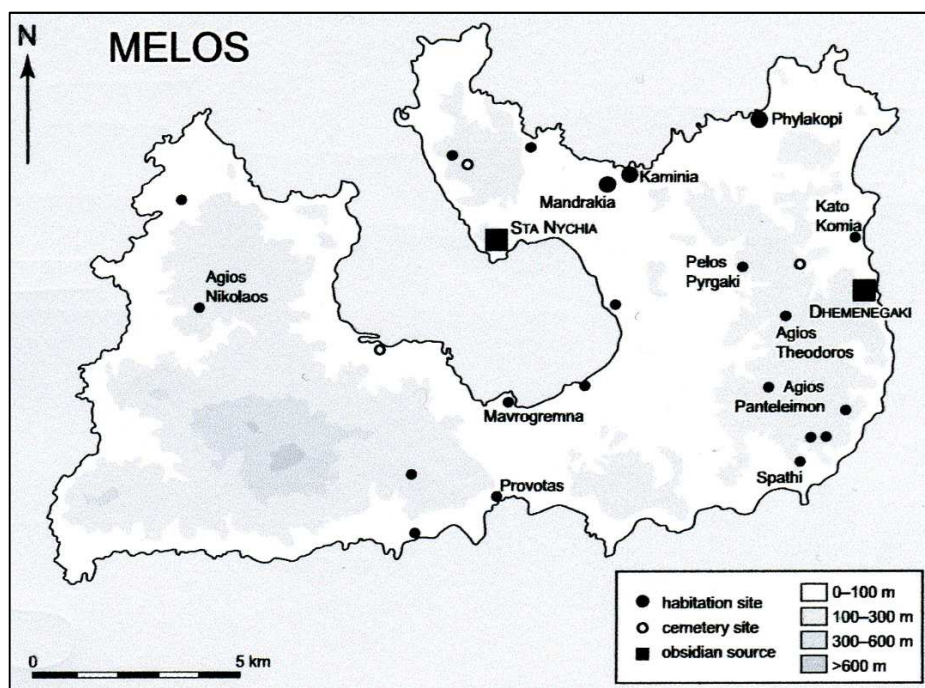 N
MELOS
Phylakopi
Kaminia
Mandrakia
STA NYCHIA
Kato
Komia
Pelos
Pyrgaki
Agios
Nikolaos
DHEMENEGAKI
Agios
Theodoros
Agios
Panteleimon
Mavrogremna
Spathi
Provotas
habitation site
cemetery site
obsidian source
0–100 m
100–300 m
300–600 m
>600 m
0
5 km